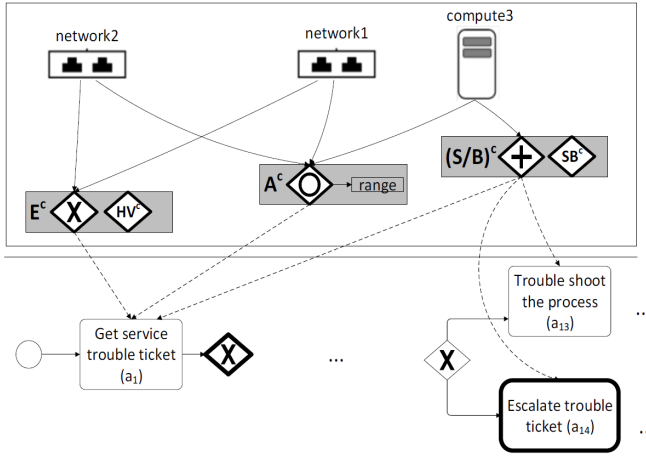 compute3
network2
network1
(S/B)ᶜ + SBᶜ
Aᶜ O range
Eᶜ X HVᶜ
Trouble shoot
the process
(a₁₃)
Get service
trouble ticket
(a₁)
X
...
X
...
Escalate trouble
ticket (a₁₄)
...